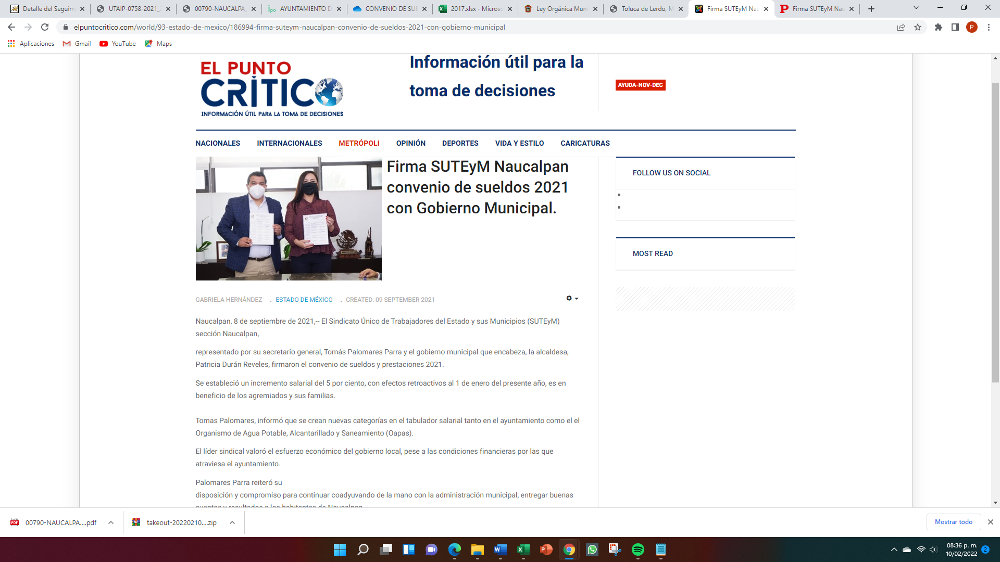 Detalle del Seguim
UTAIP-0758-2021_
00790-NAUCALPA
AYUNTAMIENTO D
CONVENIO DE SUE
2017.xlsx - Microso
Ley Orgánica Muni
Toluca de Lerdo, M
Firma SUTEyM Nau
Firma SUTEyM Nau
elpuntocritico.com/world/93-estado-de-mexico/186994-firma-suteym-naucalpan-convenio-de-sueldos-2021-con-gobierno-municipal
P
Aplicaciones
Gmail
YouTube
Maps
EL PUNTO
CRÍTICO
INFORMACIÓN ÚTIL PARA LA TOMA DE DECISIONES
Información útil para la
toma de decisiones
AYUDA-NOV-DEC
NACIONALES
INTERNACIONALES
METRÓPOLI
OPINIÓN
DEPORTES
VIDA Y ESTILO
CARICATURAS
Firma SUTEyM Naucalpan
convenio de sueldos 2021
con Gobierno Municipal.
FOLLOW US ON SOCIAL
MOST READ
GABRIELA HERNÁNDEZ . ESTADO DE MÉXICO . CREATED: 09 SEPTEMBER 2021
Naucalpan, 8 de septiembre de 2021,-- El Sindicato Único de Trabajadores del Estado y sus Municipios (SUTEyM)
sección Naucalpan,
representado por su secretario general, Tomás Palomares Parra y el gobierno municipal que encabeza, la alcaldesa,
Patricia Durán Reveles, firmaron el convenio de sueldos y prestaciones 2021.
Se estableció un incremento salarial del 5 por ciento, con efectos retroactivos al 1 de enero del presente año, es en
beneficio de los agremiados y sus familias.
Tomas Palomares, informó que se crean nuevas categorías en el tabulador salarial tanto en el ayuntamiento como el el
Organismo de Agua Potable, Alcantarillado y Saneamiento (Oapas).
El líder sindical valoró el esfuerzo económico del gobierno local, pese a las condiciones financieras por las que
atraviesa el ayuntamiento.
Palomares Parra reiteró su
disposición y compromiso para continuar coadyuvando de la mano con la administración municipal, entregar buenas
cuentas y resultados a los habitantes de Naucalpan
00790-NAUCALPA....pdf
takeout-20220210....zip
Mostrar todo
08:36 p. m.
10/02/2022
2